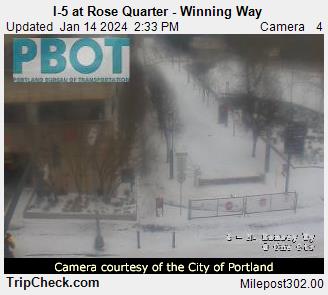 I-5 at Rose Quarter - Winning Way
Updated Jan 14 2024 2:33 PM Camera 4
PBOT
PORTLAND BUREAU OF TRANSPORTATION
Camera courtesy of the City of Portland
TripCheck.com Milepost302.00